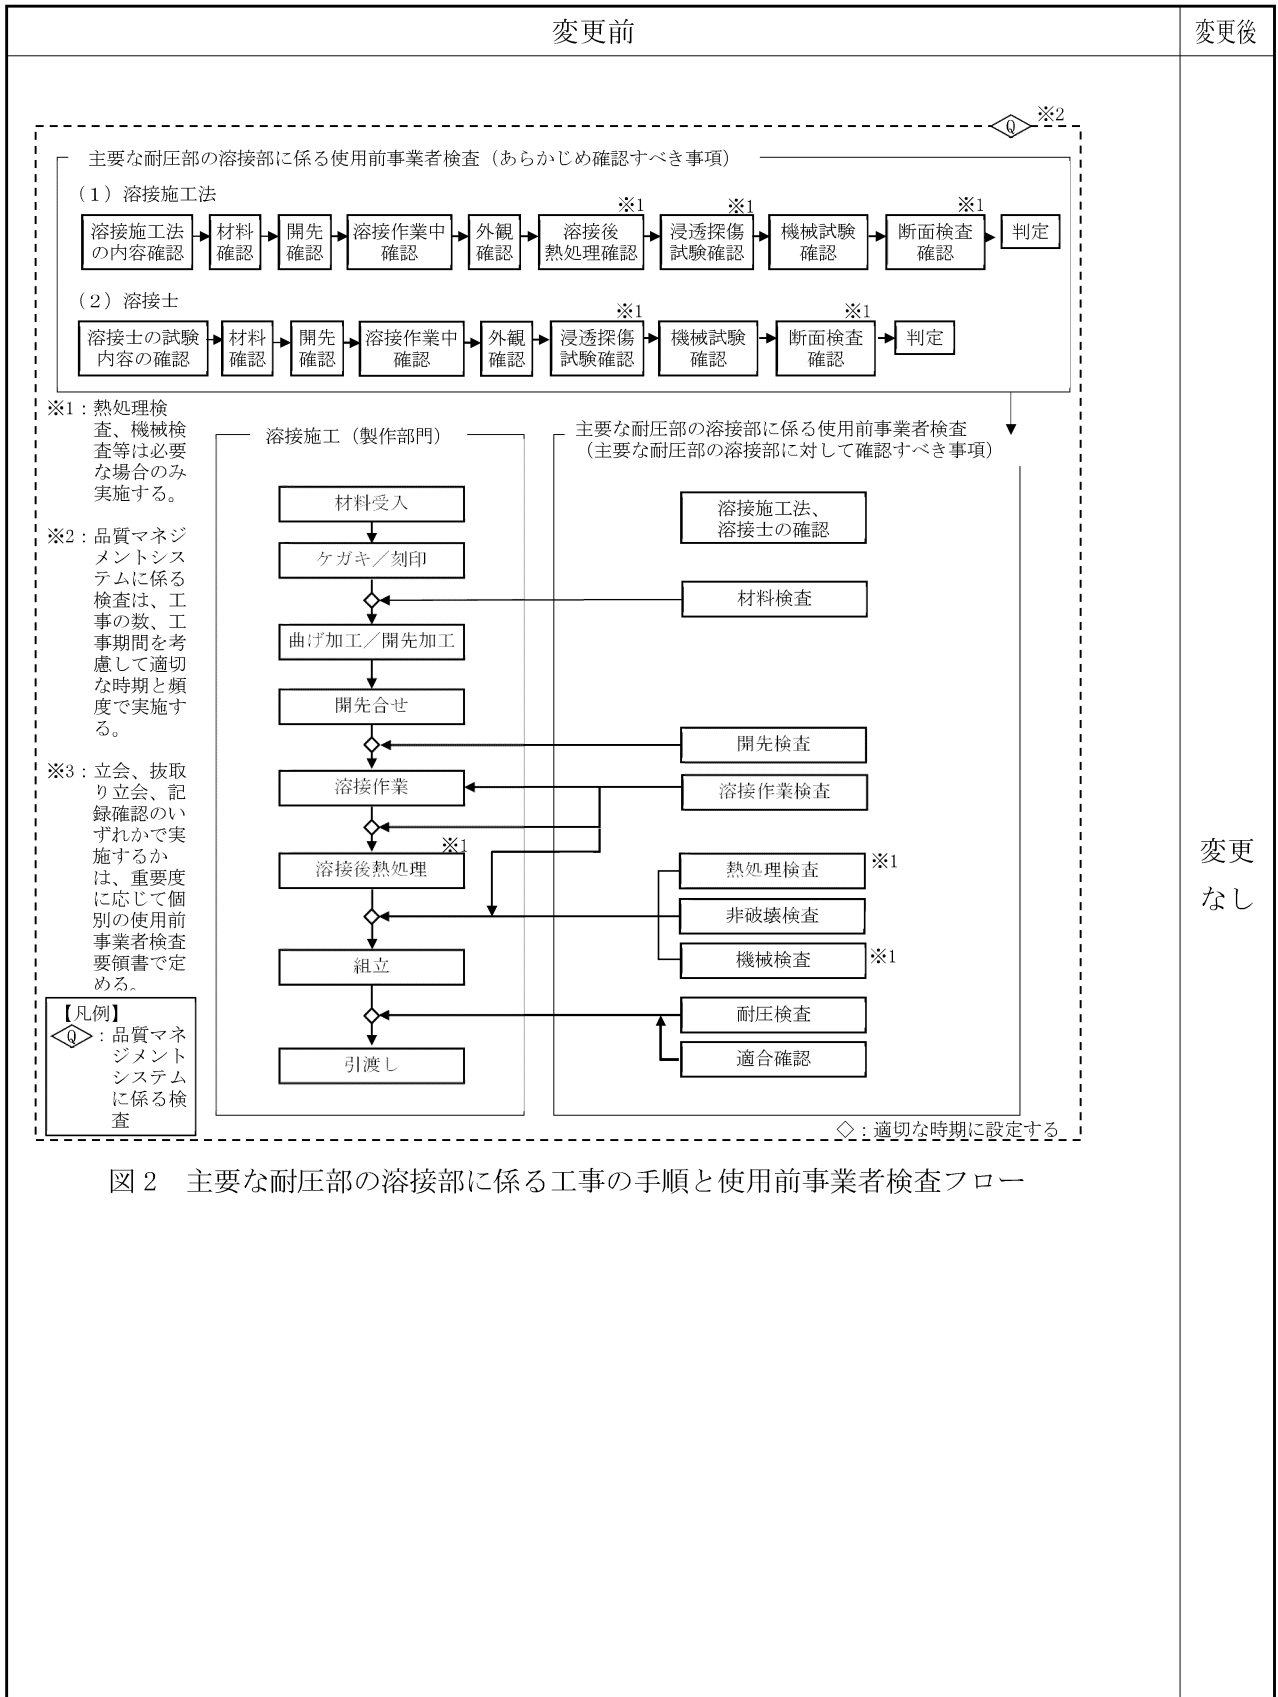 変更前
変更後
Q
※2
主要な耐圧部の溶接部に係る使用前事業者検査（あらかじめ確認すべき事項）
（1）溶接施工法
※1
※1
※1
溶接施工法
の内容確認
材料
確認
開先
確認
溶接作業中
確認
外観
確認
溶接後
熱処理確認
浸透探傷
試験確認
機械試験
確認
断面検査
確認
判定
（2）溶接士
※1
※1
溶接士の試験
内容の確認
材料
確認
開先
確認
溶接作業中
確認
外観
確認
浸透探傷
試験確認
機械試験
確認
断面検査
確認
判定
※1：熱処理検
査、機械検
査等は必要
な場合のみ
実施する。
※2：品質マネジ
メントシス
テムに係る
検査は、工
事の数、工
事期間を考
慮して適切
な時期と頻
度で実施す
る。
※3：立会、抜取
り立会、記
録確認のい
ずれかで実
施するか
は、重要度
に応じて個
別の使用前
事業者検査
要領書で定
める。
【凡例】
Q：品質マネ
ジメント
システム
に係る検
査
溶接施工（製作部門）
材料受入
ケガキ／刻印
曲げ加工／開先加工
開先合せ
溶接作業
※1
溶接後熱処理
組立
引渡し
主要な耐圧部の溶接部に係る使用前事業者検査
（主要な耐圧部の溶接部に対して確認すべき事項）
溶接施工法、
溶接士の確認
材料検査
開先検査
溶接作業検査
熱処理検査
※1
非破壊検査
機械検査
※1
耐圧検査
適合確認
◇：適切な時期に設定する
図2　主要な耐圧部の溶接部に係る工事の手順と使用前事業者検査フロー
変更
なし